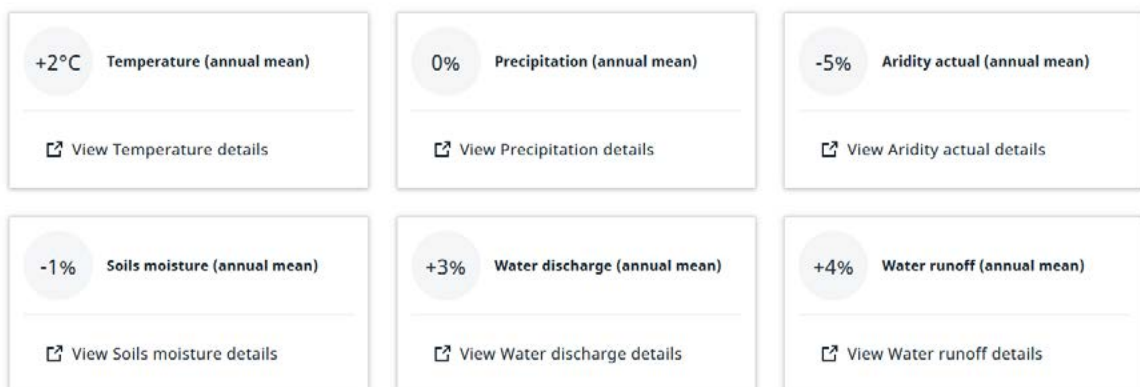 +2°C Temperature (annual mean)
View Temperature details
0% Precipitation (annual mean)
View Precipitation details
-5% Aridity actual (annual mean)
View Aridity actual details
-1% Soils moisture (annual mean)
View Soils moisture details
+3% Water discharge (annual mean)
View Water discharge details
+4% Water runoff (annual mean)
View Water runoff details